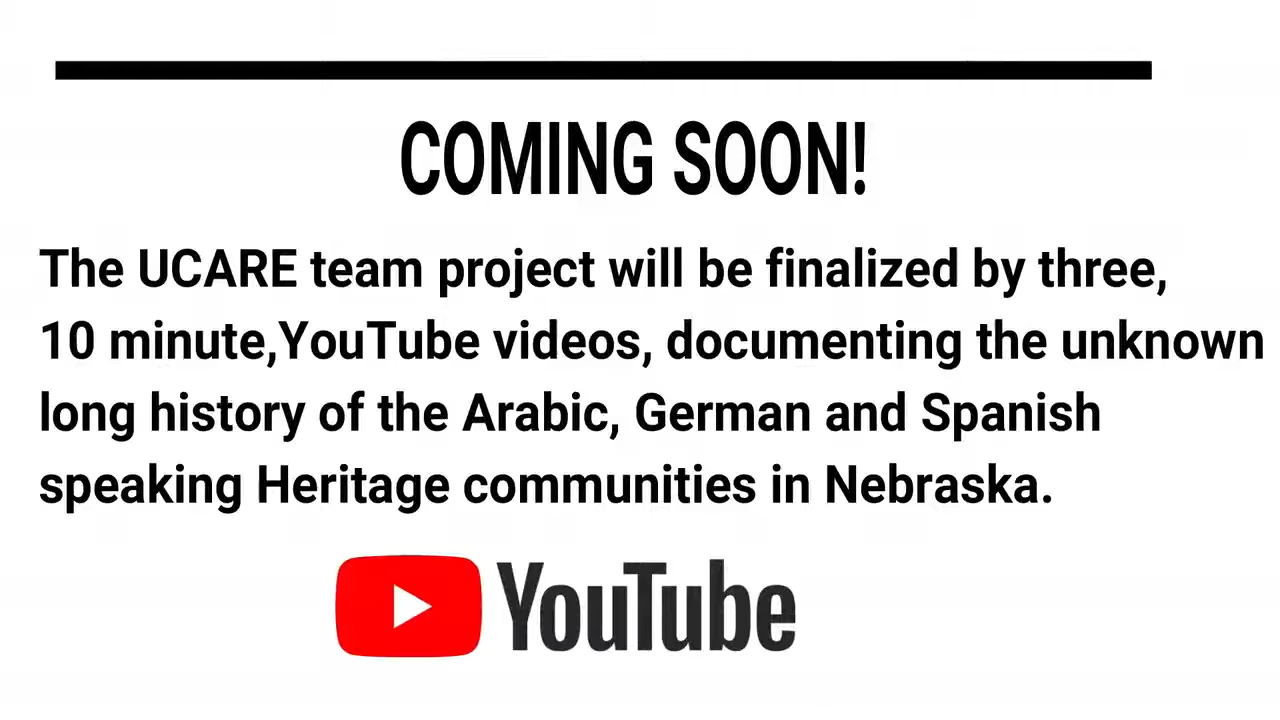 COMING SOON!
The UCARE team project will be finalized by three,
10 minute,YouTube videos, documenting the unknown
long history of the Arabic, German and Spanish
speaking Heritage communities in Nebraska.
YouTube